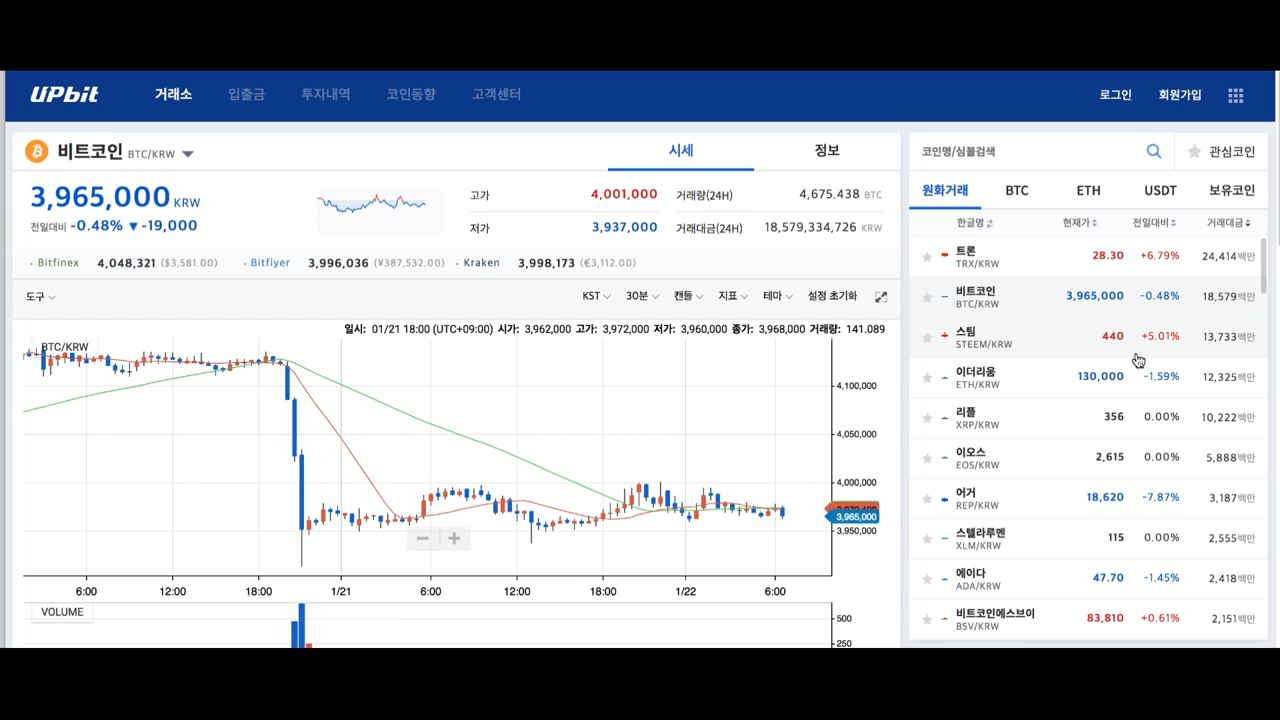 UPbit 거래소 입출금 투자내역 코인동향 고객센터 로그인 회원가입
비트코인 BTC/KRW 시세 정보
3,965,000 KRW
전일대비 -0.48% ▼ -19,000
고가 4,001,000 거래량(24H) 4,675.438 BTC
저가 3,937,000 거래대금(24H) 18,579,334,726 KRW
· Bitfinex 4,048,321 ($3,581.00) · Bitflyer 3,996,036 (¥387,532.00) · Kraken 3,998,173 (€3,112.00)
도구 KST 30분 캔들 지표 테마 설정 초기화
일시: 01/21 18:00 (UTC+09:00) 시가: 3,962,000 고가: 3,972,000 저가: 3,960,000 종가: 3,968,000 거래량: 141.089
BTC/KRW
4,100,000
4,050,000
4,000,000
3,965,000
3,950,000
6:00 12:00 18:00 1/21 6:00 12:00 18:00 1/22 6:00
VOLUME
500
250
코인명/심볼검색 관심코인
원화거래 BTC ETH USDT 보유코인
한글명 현재가 전일대비 거래대금
트론 28.30 +6.79% 24,414백만
TRX/KRW
비트코인 3,965,000 -0.48% 18,579백만
BTC/KRW
스팀 440 +5.01% 13,733백만
STEEM/KRW
이더리움 130,000 -1.59% 12,325백만
ETH/KRW
리플 356 0.00% 10,222백만
XRP/KRW
이오스 2,615 0.00% 5,888백만
EOS/KRW
어거 18,620 -7.87% 3,187백만
REP/KRW
스텔라루멘 115 0.00% 2,555백만
XLM/KRW
에이다 47.70 -1.45% 2,418백만
ADA/KRW
비트코인에스브이 83,810 +0.61% 2,151백만
BSV/KRW